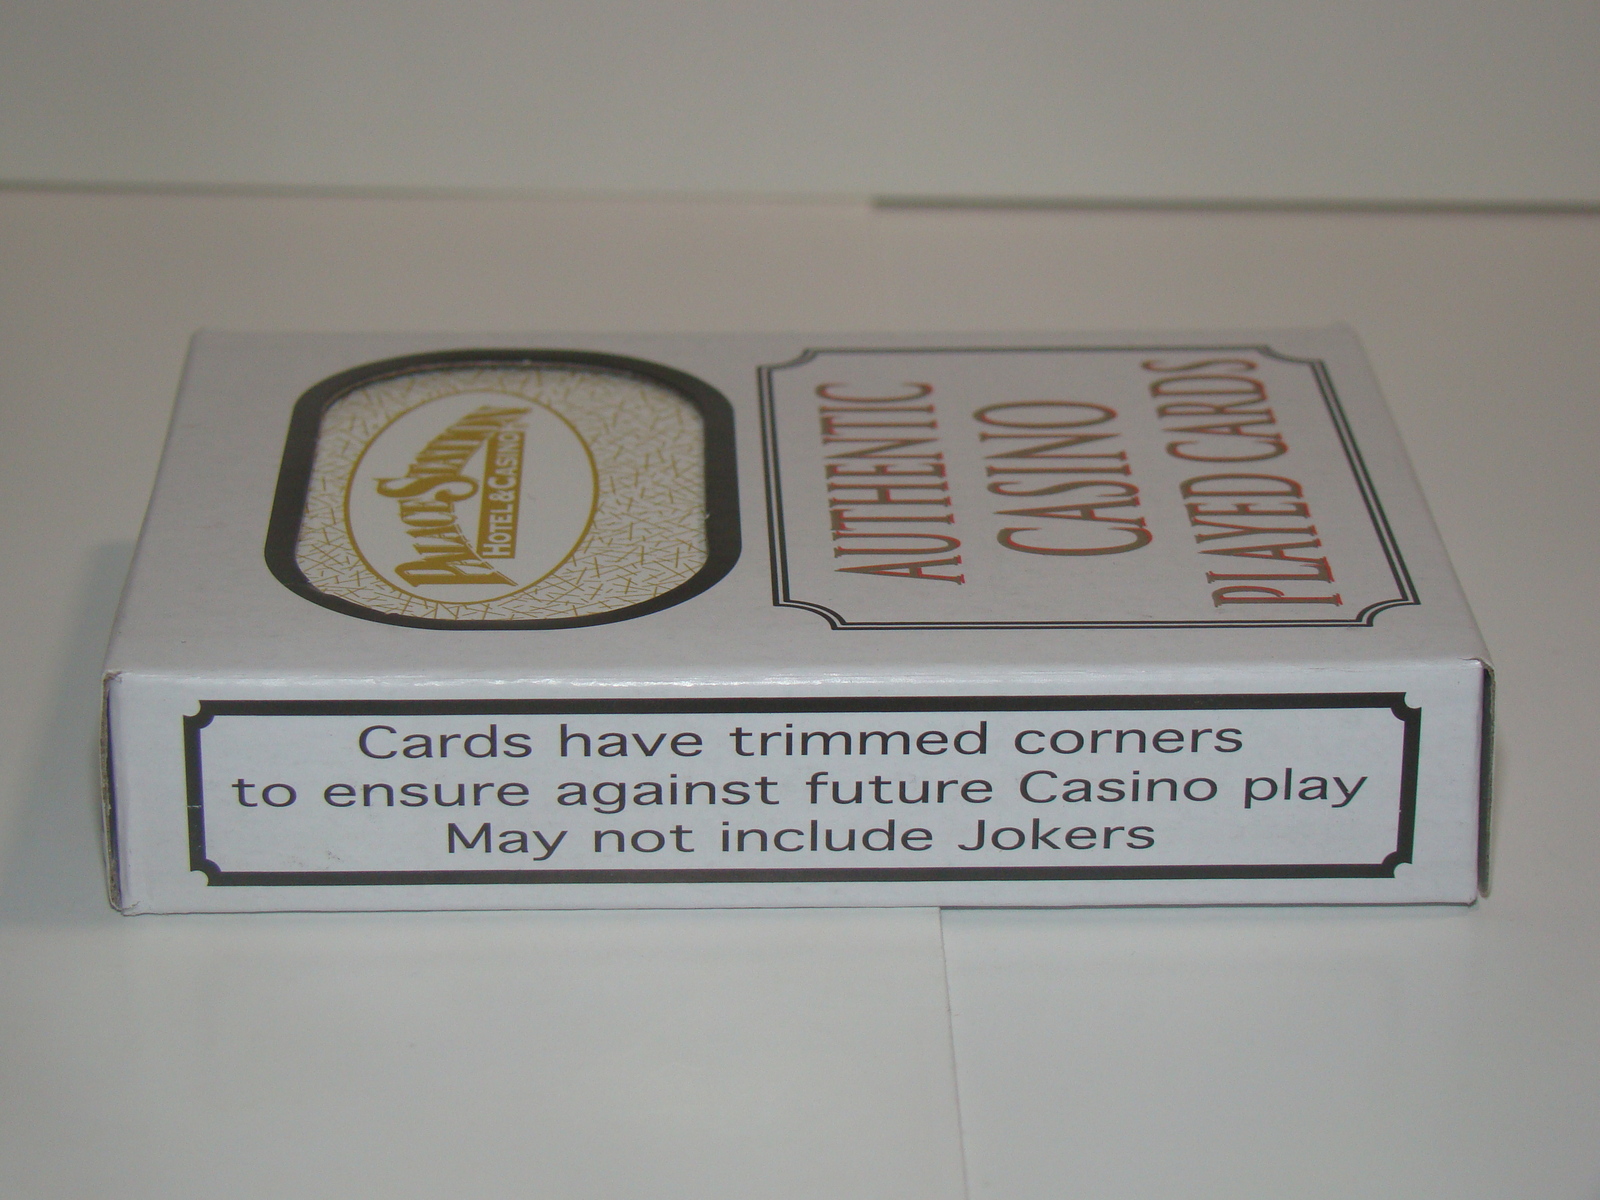 PALACE STATION
HOTEL & CASINO
AUTHENTIC
CASINO
PLAYED CARDS
Cards have trimmed corners
to ensure against future Casino play
May not include Jokers